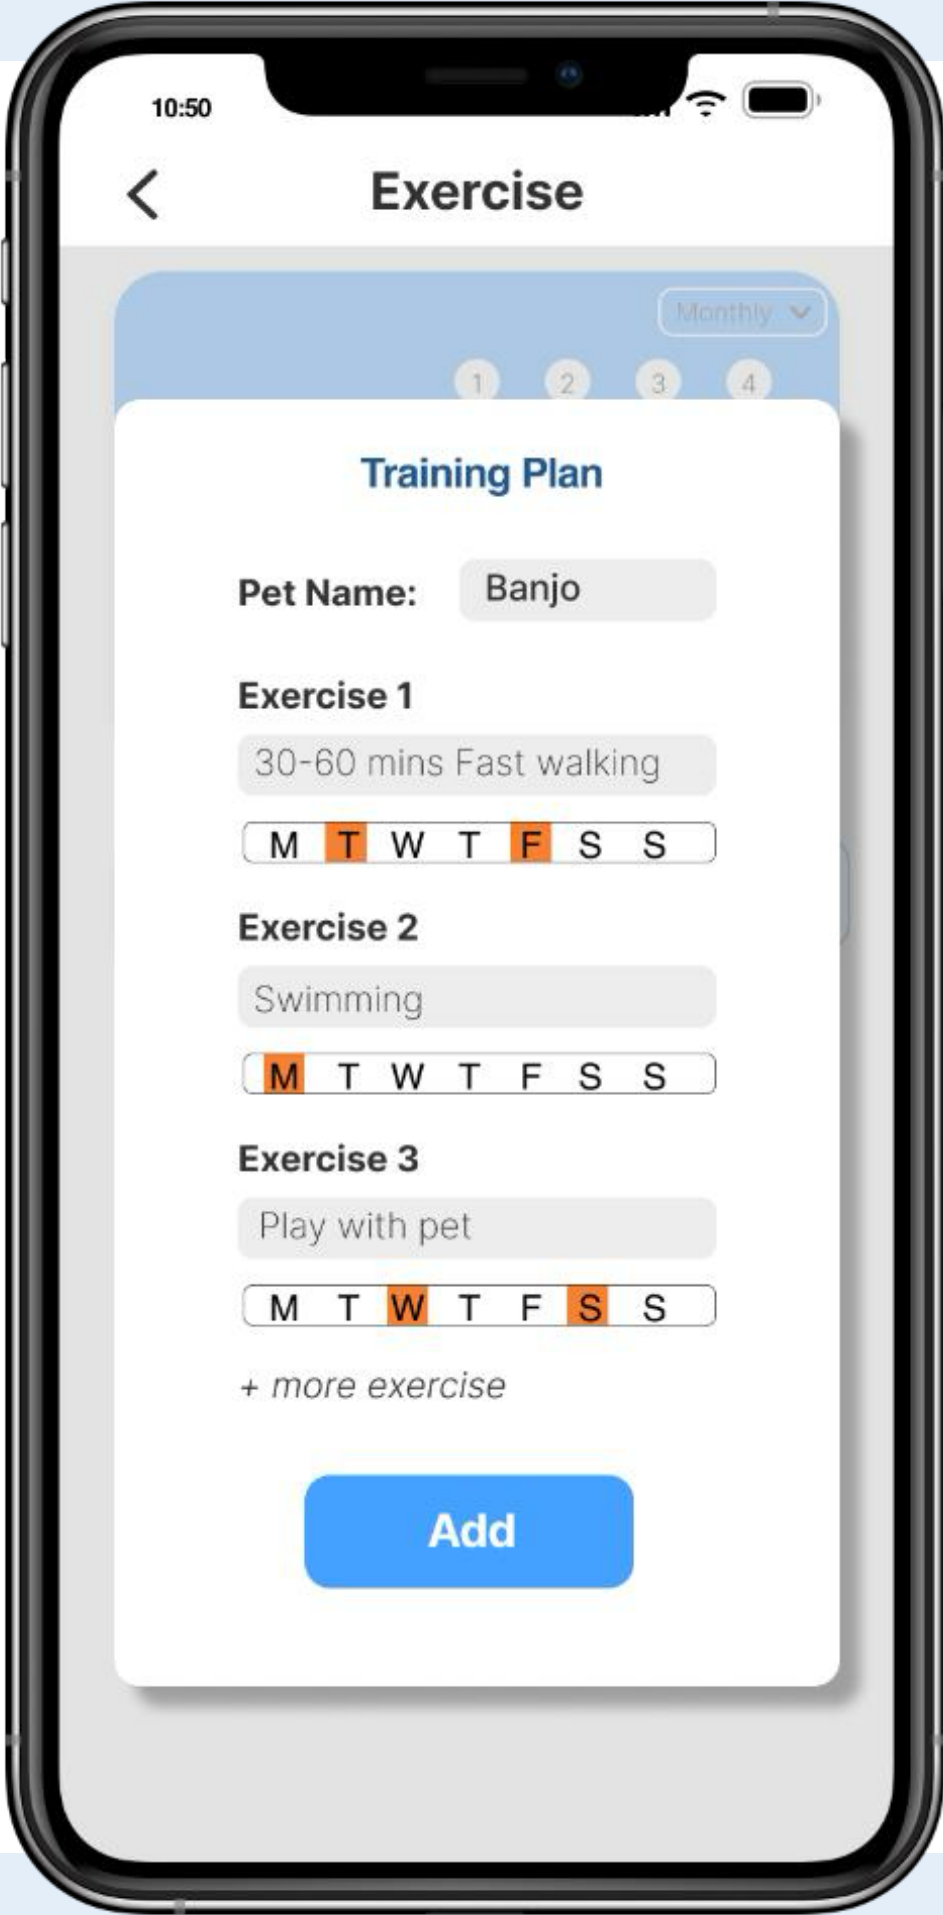 10:50
Exercise
Monthly
1 2 3 4
Training Plan
Pet Name: Banjo
Exercise 1
30-60 mins Fast walking
M T W T F S S
Exercise 2
Swimming
M T W T F S S
Exercise 3
Play with pet
M T W T F S S
+ more exercise
Add